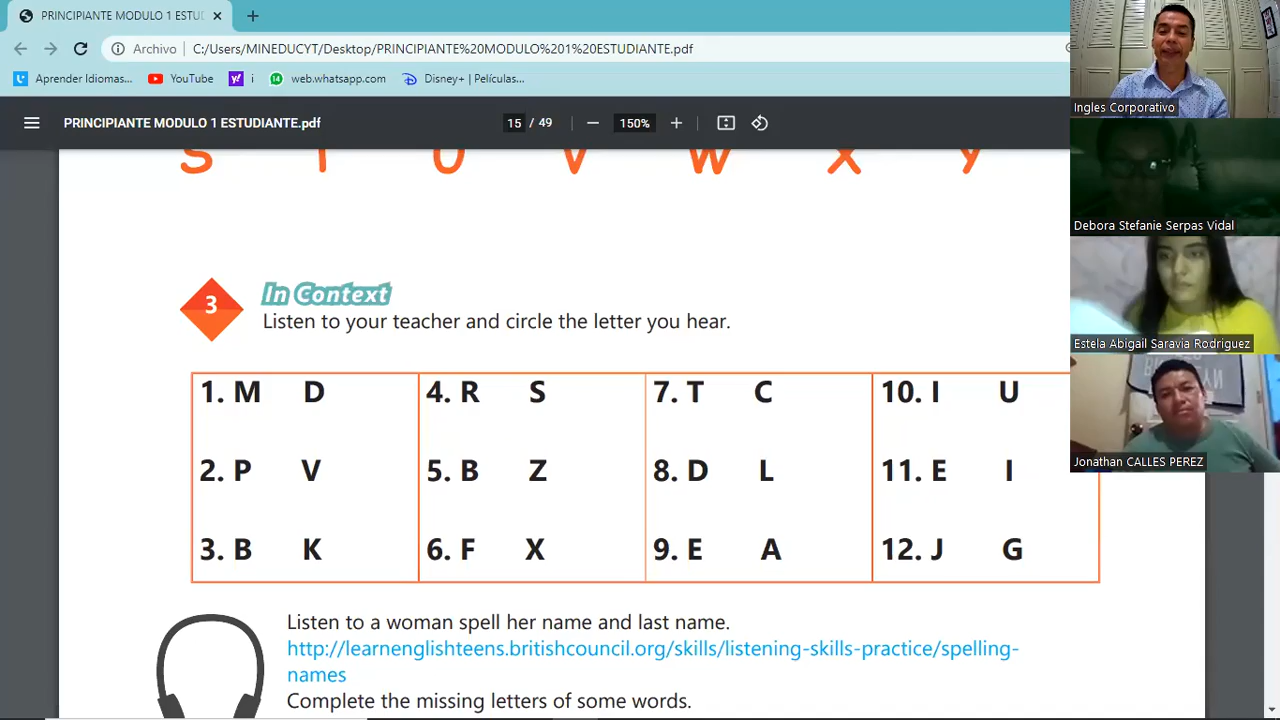 PRINCIPIANTE MODULO 1 ESTU
Archivo C:/Users/MINEDUCYT/Desktop/PRINCIPIANTE%20MODULO%201%20ESTUDIANTE.pdf
Aprender Idiomas... YouTube i web.whatsapp.com Disney+ | Películas...
PRINCIPIANTE MODULO 1 ESTUDIANTE.pdf 15 / 49 150%
S T U V W X Y
3 In Context
Listen to your teacher and circle the letter you hear.
1. M D 4. R S 7. T C 10. I U
2. P V 5. B Z 8. D L 11. E I
3. B K 6. F X 9. E A 12. J G
Listen to a woman spell her name and last name.
http://learnenglishteens.britishcouncil.org/skills/listening-skills-practice/spelling-
names
Complete the missing letters of some words.
Ingles Corporativo
Debora Stefanie Serpas Vidal
Estela Abigail Saravia Rodriguez
Jonathan CALLES PEREZ